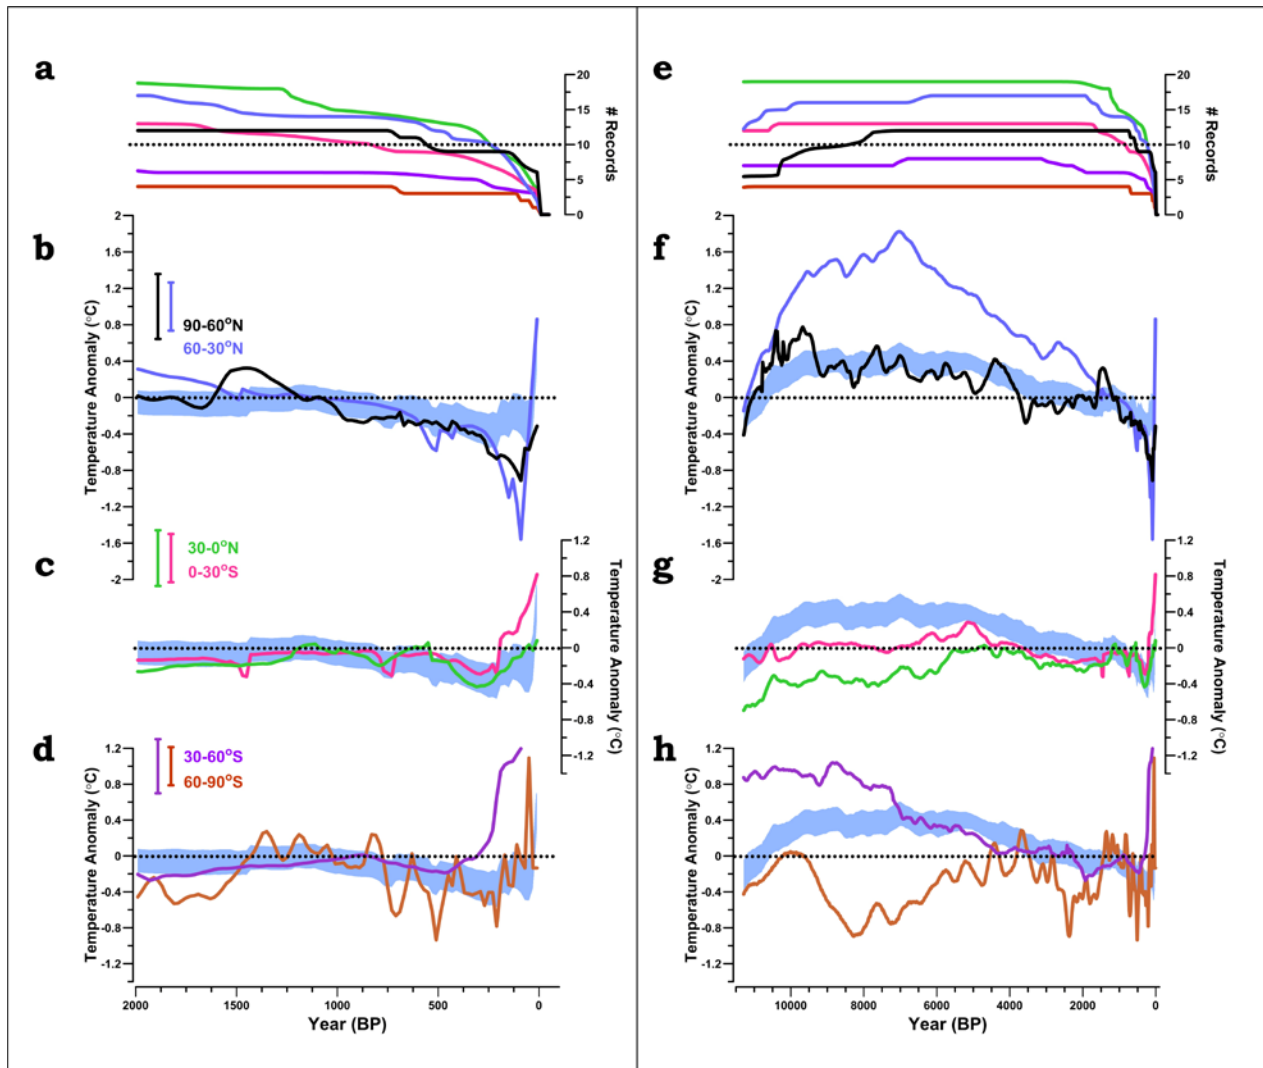 a
20
15
10
5
0
# Records
b
2
1.6
1.2
0.8
0.4
0
-0.4
-0.8
-1.2
-1.6
-2
Temperature Anomaly (°C)
90-60°N
60-30°N
c
30-0°N
0-30°S
1.2
0.8
0.4
0
-0.4
-0.8
-1.2
Temperature Anomaly (°C)
d
30-60°S
60-90°S
1.2
0.8
0.4
0
-0.4
-0.8
-1.2
Temperature Anomaly (°C)
2000
1500
1000
500
0
Year (BP)
e
20
15
10
5
0
# Records
f
2
1.6
1.2
0.8
0.4
0
-0.4
-0.8
-1.2
-1.6
-2
Temperature Anomaly (°C)
g
1.2
0.8
0.4
0
-0.4
-0.8
-1.2
Temperature Anomaly (°C)
h
1.2
0.8
0.4
0
-0.4
-0.8
-1.2
Temperature Anomaly (°C)
10000
8000
6000
4000
2000
0
Year (BP)